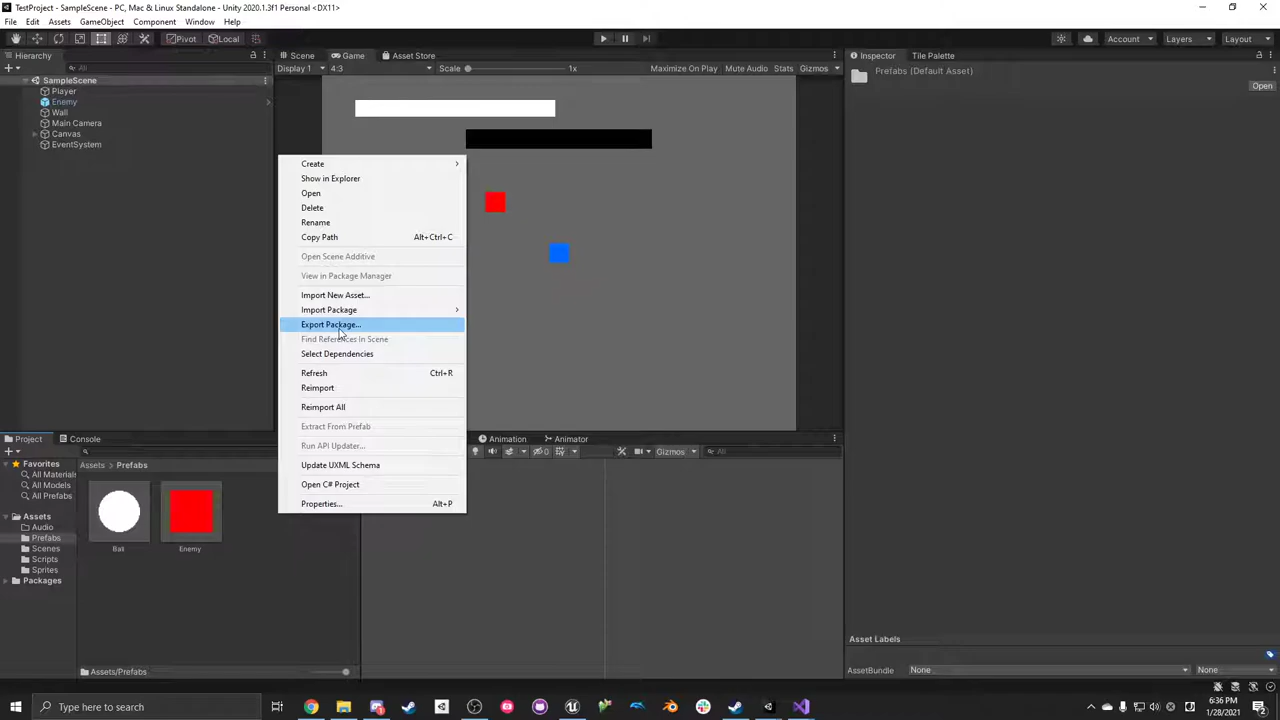 TestProject - SampleScene - PC, Mac & Linux Standalone - Unity 2020.1.3f1 Personal <DX11>
File Edit Assets GameObject Component Window Help
Pivot Local Account Layers Layout
Hierarchy Scene Game Asset Store Inspector Tile Palette
All Display 1 4:3 Scale 1x Maximize On Play Mute Audio Stats Gizmos Prefabs (Default Asset)
Open
SampleScene
Player
Enemy
Wall
Main Camera
Canvas
EventSystem
Create
Show in Explorer
Open
Delete
Rename
Copy Path Alt+Ctrl+C
Open Scene Additive
View in Package Manager
Import New Asset...
Import Package
Export Package...
Find References In Scene
Select Dependencies
Refresh Ctrl+R
Reimport
Reimport All
Extract From Prefab
Run API Updater...
Update UXML Schema
Open C# Project
Properties... Alt+P
Project Console Animation Animator
0 Gizmos All
Favorites
All Material
All Models
All Prefabs
Assets
Audio
Prefabs
Scenes
Scripts
Sprites
Packages
Assets > Prefabs
Ball Enemy
Assets/Prefabs
Asset Labels
AssetBundle None None
Type here to search
6:36 PM
1/28/2021